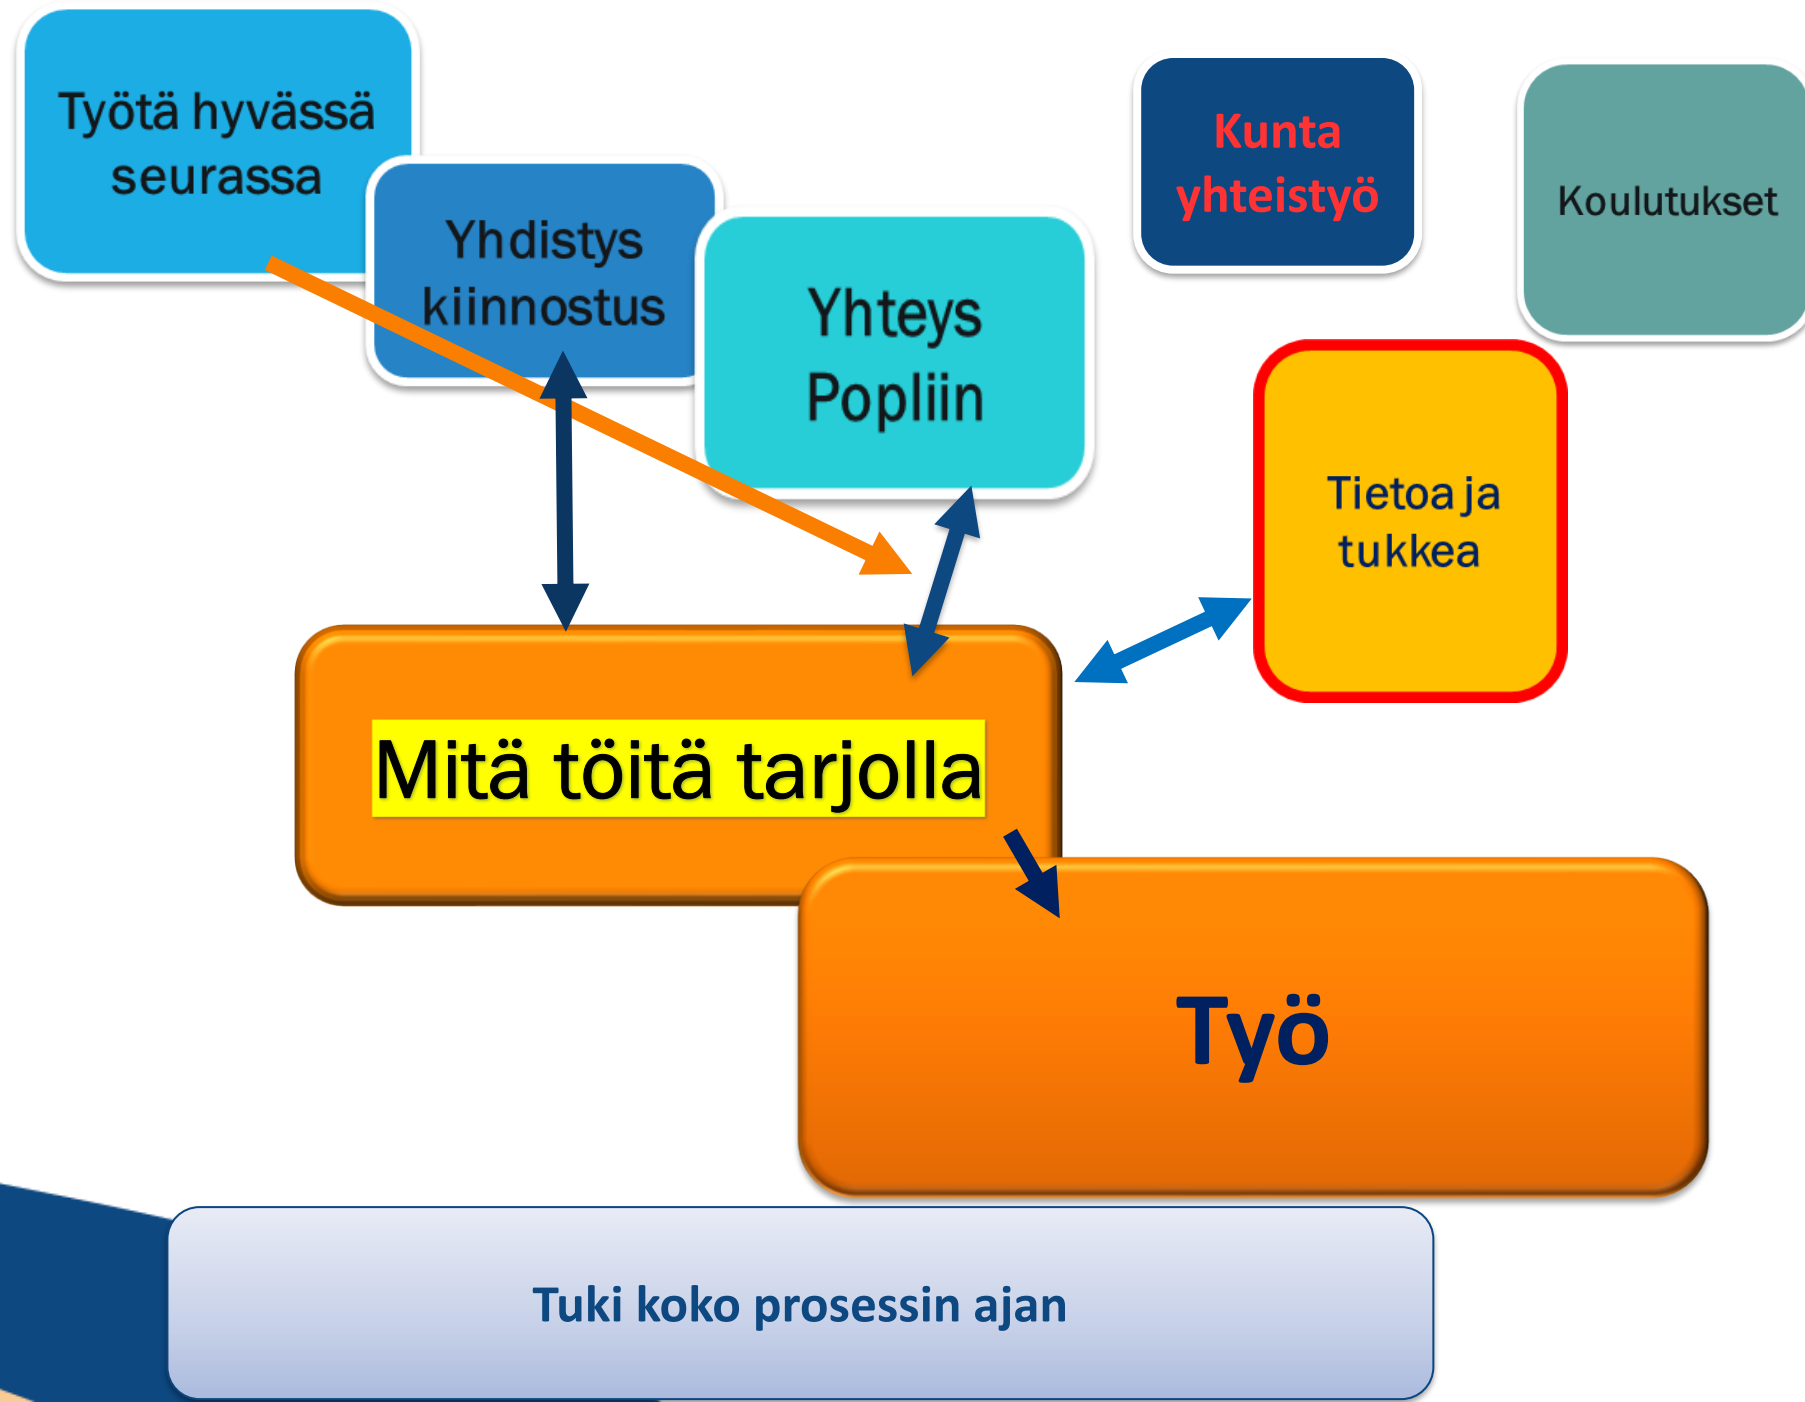 Työtä hyvässä
seurassa
Yhdistys
kiinnostus
Yhteys
Popliin
Kunta
yhteistyö
Koulutukset
Tietoa ja
tukkea
Mitä töitä tarjolla
Työ
Tuki koko prosessin ajan